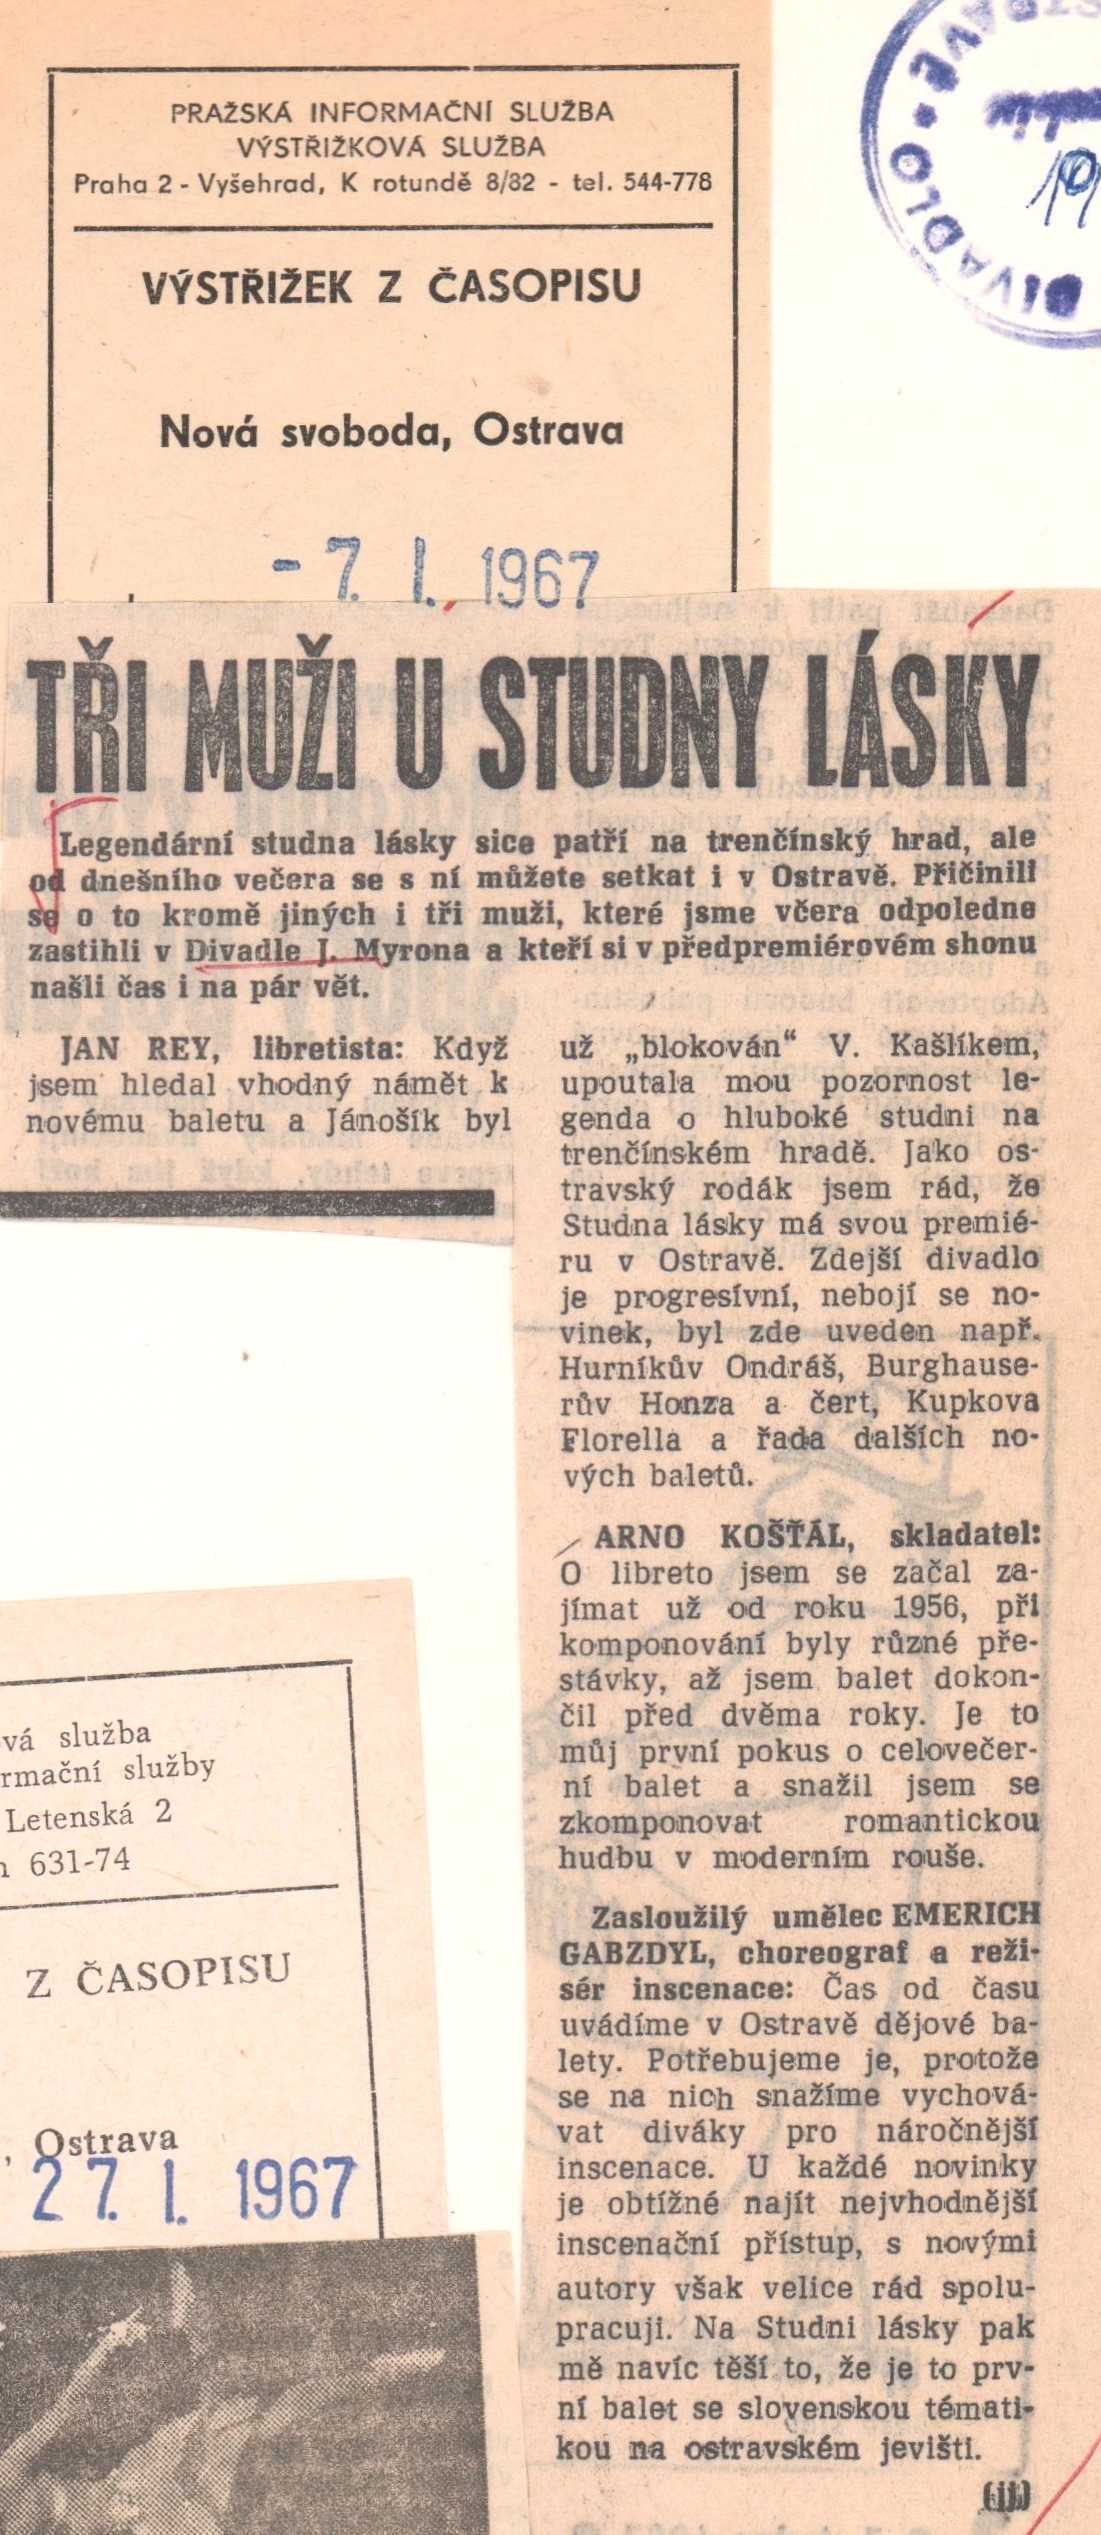 PRAŽSKÁ INFORMAČNÍ SLUŽBA
VÝSTŘIŽKOVÁ SLUŽBA
Praha 2 - Vyšehrad, K rotundě 8/82 - tel. 544-778
VÝSTŘIŽEK Z ČASOPISU
Nová svoboda, Ostrava
- 7. I. 1967
DIVADLO
TŘI MUŽI U STUDNY LÁSKY
Legendární studna lásky sice patří na trenčínský hrad, ale
od dnešního večera se s ní můžete setkat i v Ostravě. Přičinili
se o to kromě jiných i tři muži, které jsme včera odpoledne
zastihli v Divadle J. Myrona a kteří si v předpremiérovém shonu
našli čas i na pár vět.
JAN REY, libretista: Když
jsem hledal vhodný námět k
novému baletu a Jánošík byl
už „blokován“ V. Kašlíkem,
upoutala mou pozornost le-
genda o hluboké studni na
trenčínském hradě. Jako os-
travský rodák jsem rád, že
Studna lásky má svou premié-
ru v Ostravě. Zdejší divadlo
je progresívní, nebojí se no-
vinek, byl zde uveden např.
Hurníkův Ondráš, Burghause-
rův Honza a čert, Kupkova
Florella a řada dalších no-
vých baletů.
ARNO KOŠŤÁL, skladatel:
O libreto jsem se začal za-
jímat už od roku 1956, při
komponování byly různé pře-
stávky, až jsem balet dokon-
čil před dvěma roky. Je to
můj první pokus o celovečer-
ní balet a snažil jsem se
zkomponovat romantickou
hudbu v moderním rouše.
Zasloužilý umělec EMERICH
GABZDYL, choreograf a reži-
sér inscenace: Čas od času
uvádíme v Ostravě dějové ba-
lety. Potřebujeme je, protože
se na nich snažíme vychová-
vat diváky pro náročnější
inscenace. U každé novinky
je obtížné najít nejvhodnější
inscenační přístup, s novými
autory však velice rád spolu-
pracuji. Na Studni lásky pak
mě navíc těší to, že je to prv-
ní balet se slovenskou témati-
kou na ostravském jevišti.
(jj)
vá služba
rmační služby
Letenská 2
n 631-74
Z ČASOPISU
, Ostrava
27. I. 1967